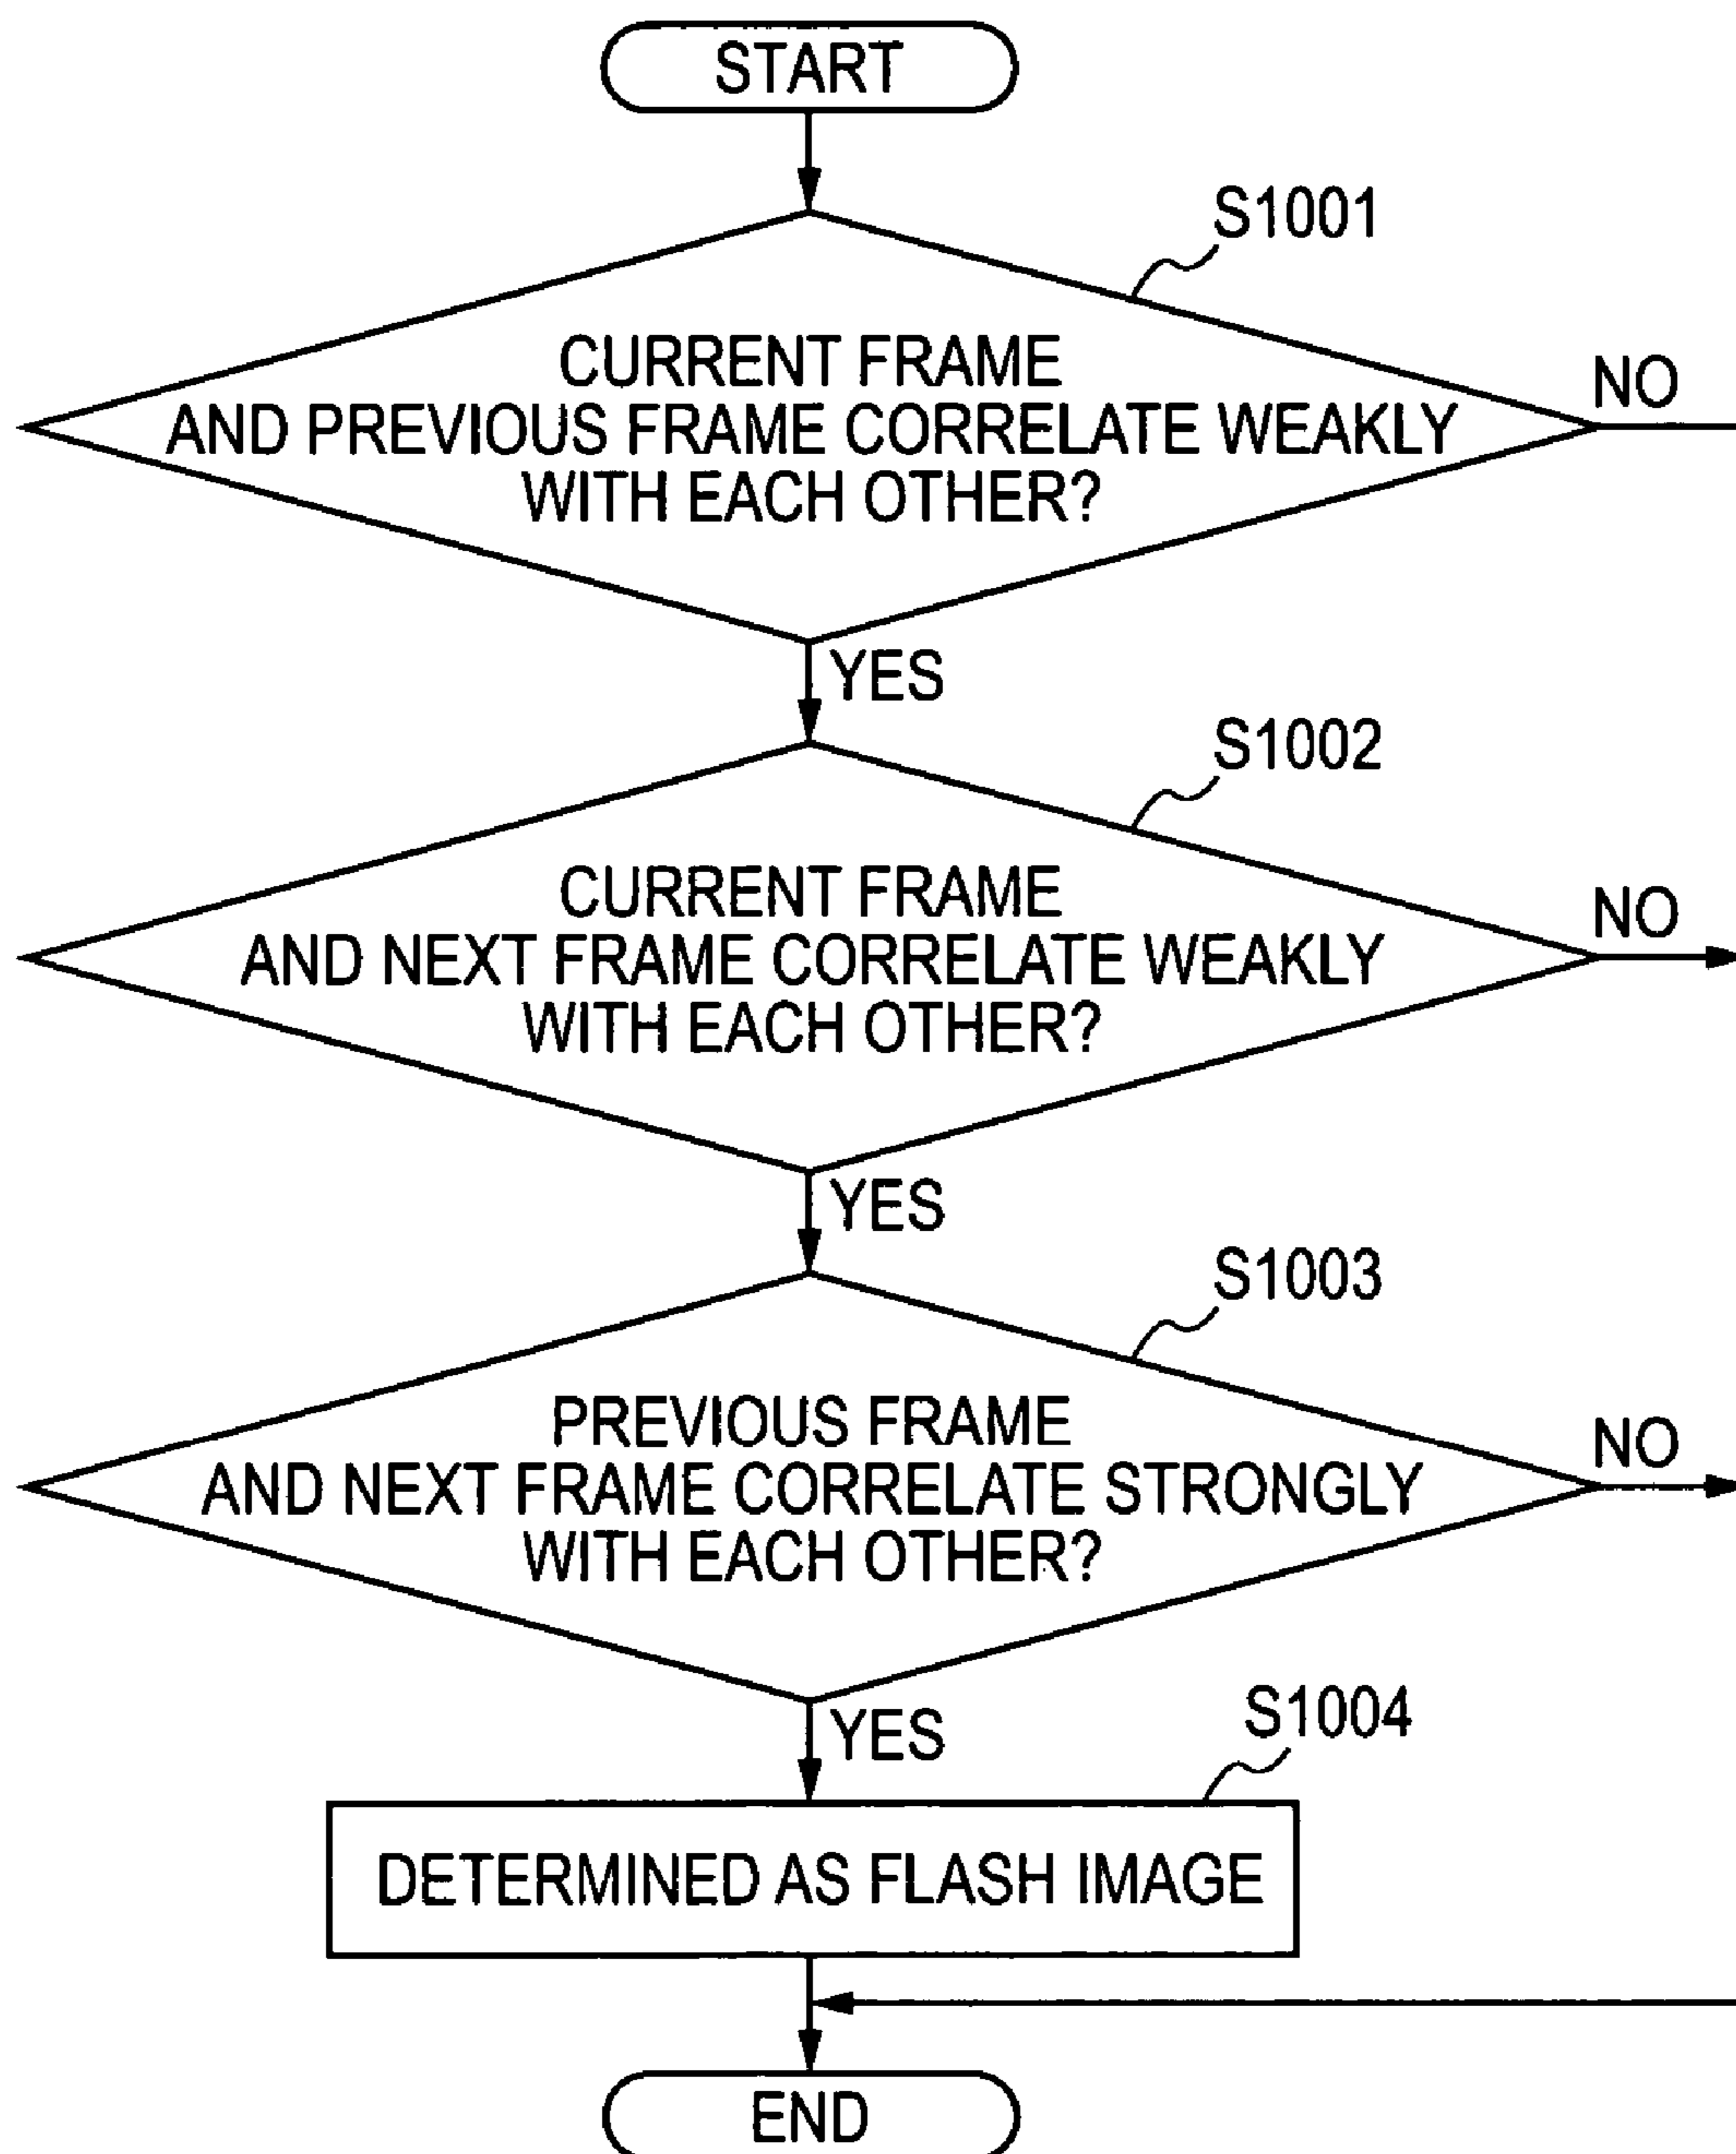 START
S1001
CURRENT FRAME
AND PREVIOUS FRAME CORRELATE WEAKLY
WITH EACH OTHER?
NO
YES
S1002
CURRENT FRAME
AND NEXT FRAME CORRELATE WEAKLY
WITH EACH OTHER?
NO
YES
S1003
PREVIOUS FRAME
AND NEXT FRAME CORRELATE STRONGLY
WITH EACH OTHER?
NO
YES
S1004
DETERMINED AS FLASH IMAGE
END